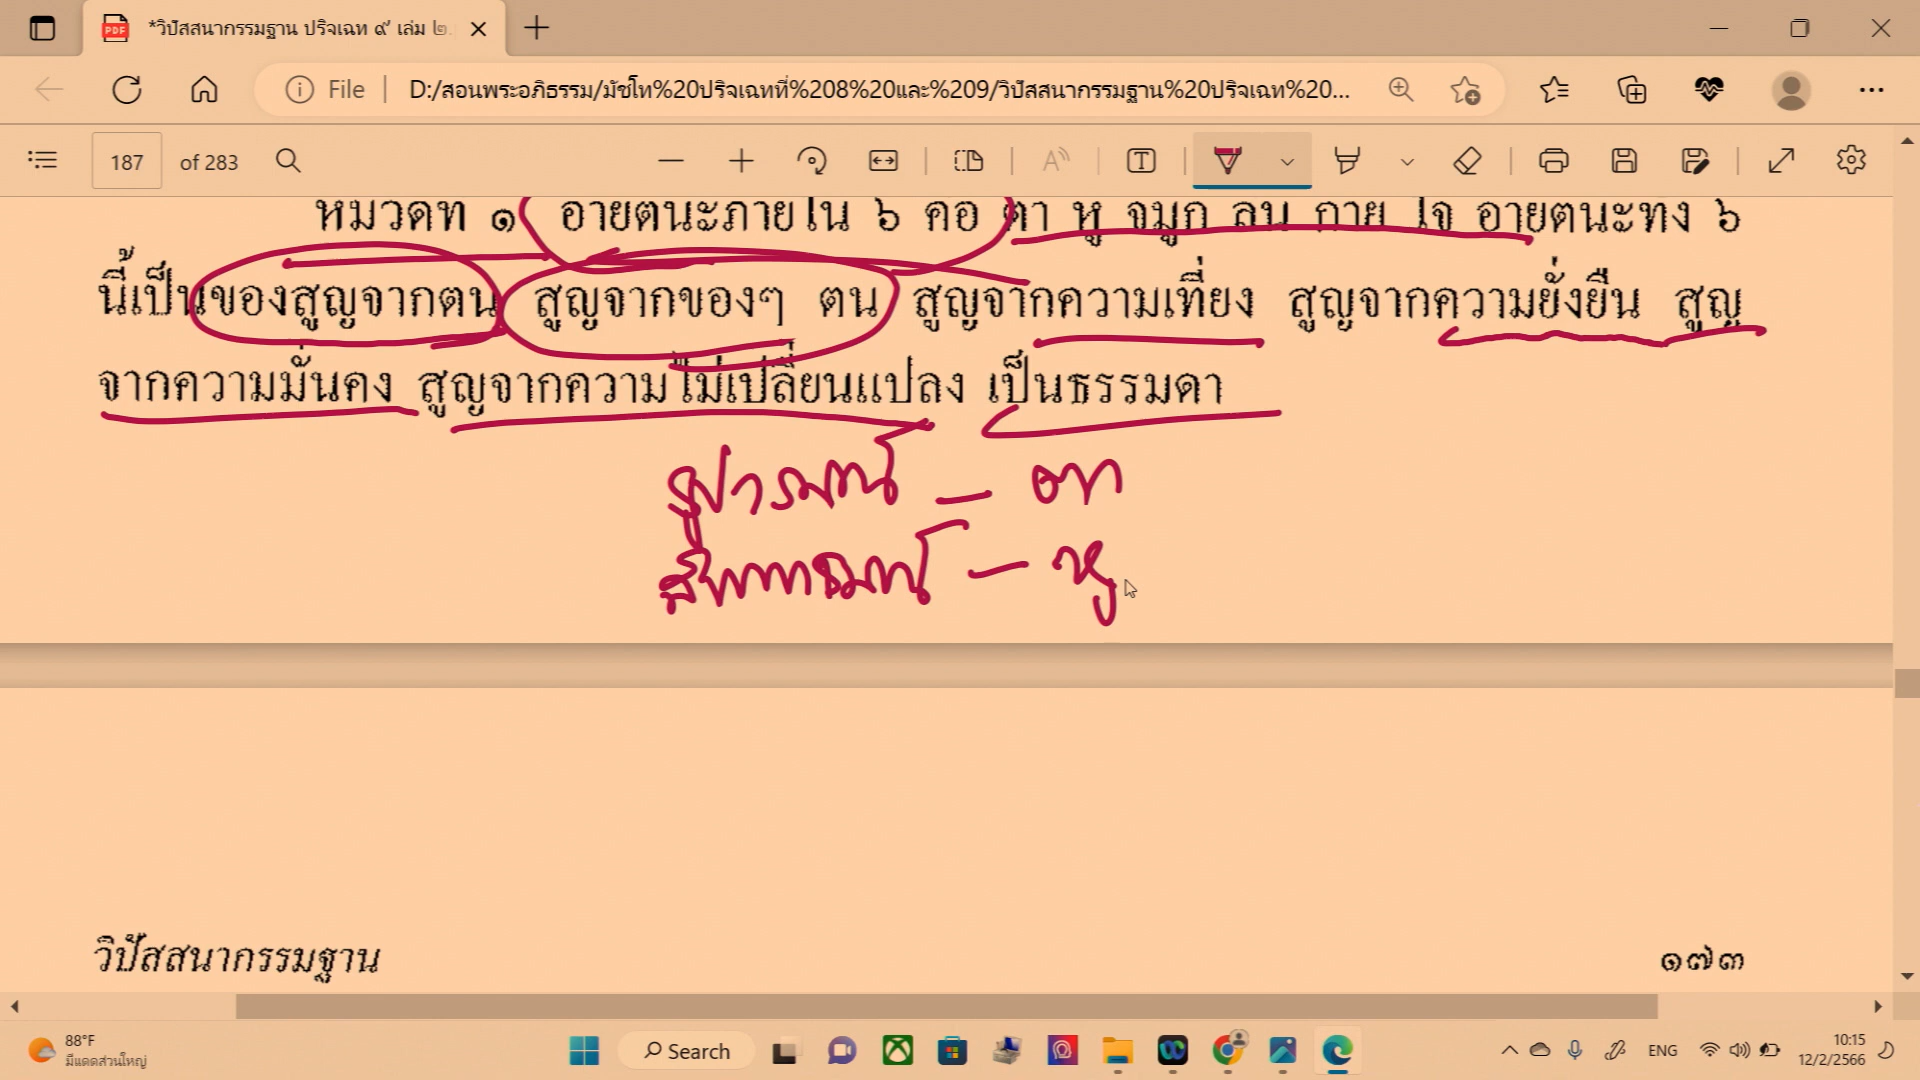 *วิปัสสนากรรมฐาน ปริจเฉท ๙ เล่ม ๒
File
D:/สอนพระอภิธรรม/มัชโท%20ปริจเฉทที่%208%20และ%209/วิปัสสนากรรมฐาน%20ปริจเฉท%20...
187 of 283
หมวดที่ ๑ อายตนะภายใน ๖ คือ ตา หู จมูก ลิ้น กาย ใจ อายตนะทั้ง ๖
นี้เป็นของสูญจากตน สูญจากของๆ ตน สูญจากความเที่ยง สูญจากความยั่งยืน สูญ
จากความมั่นคง สูญจากความไม่เปลี่ยนแปลง เป็นธรรมดา
รูปารมณ์ – ตา
สัททารมณ์ – หู
วิปัสสนากรรมฐาน ๑๗๓
88°F
มีแดดส่วนใหญ่
Search
ENG
10:15
12/2/2566